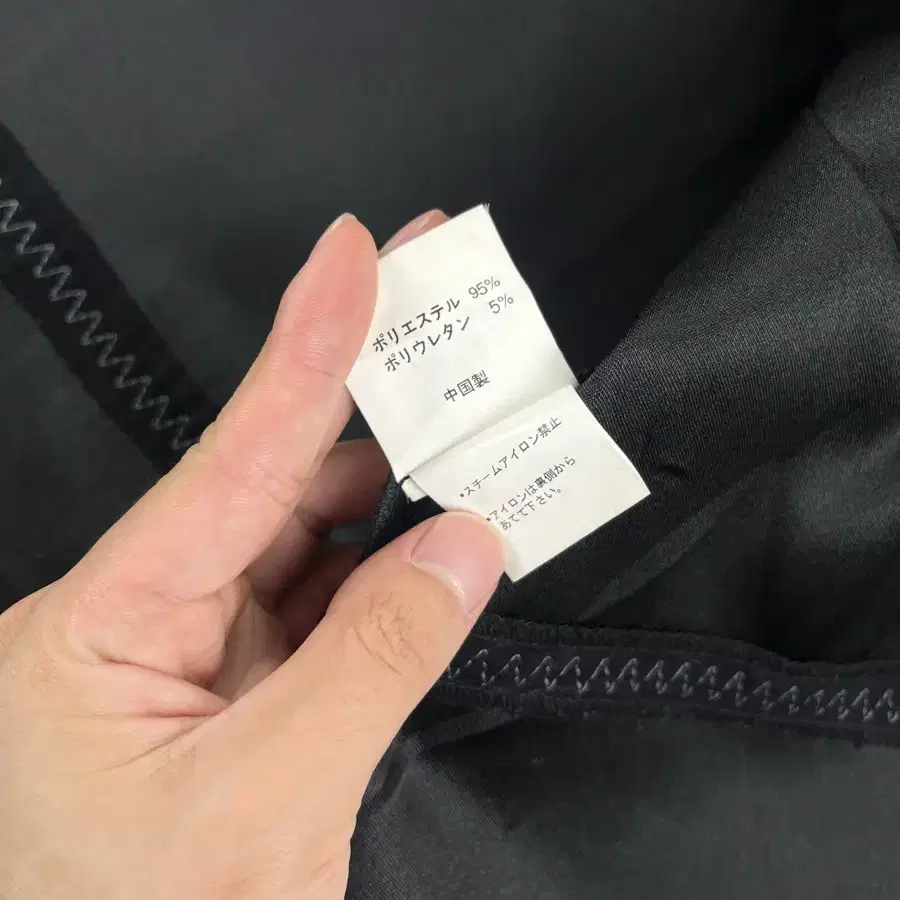 ポリエステル 95%
ポリウレタン 5%
中国製
•スチームアイロン禁止
•アイロンは裏側から
あてて下さい。